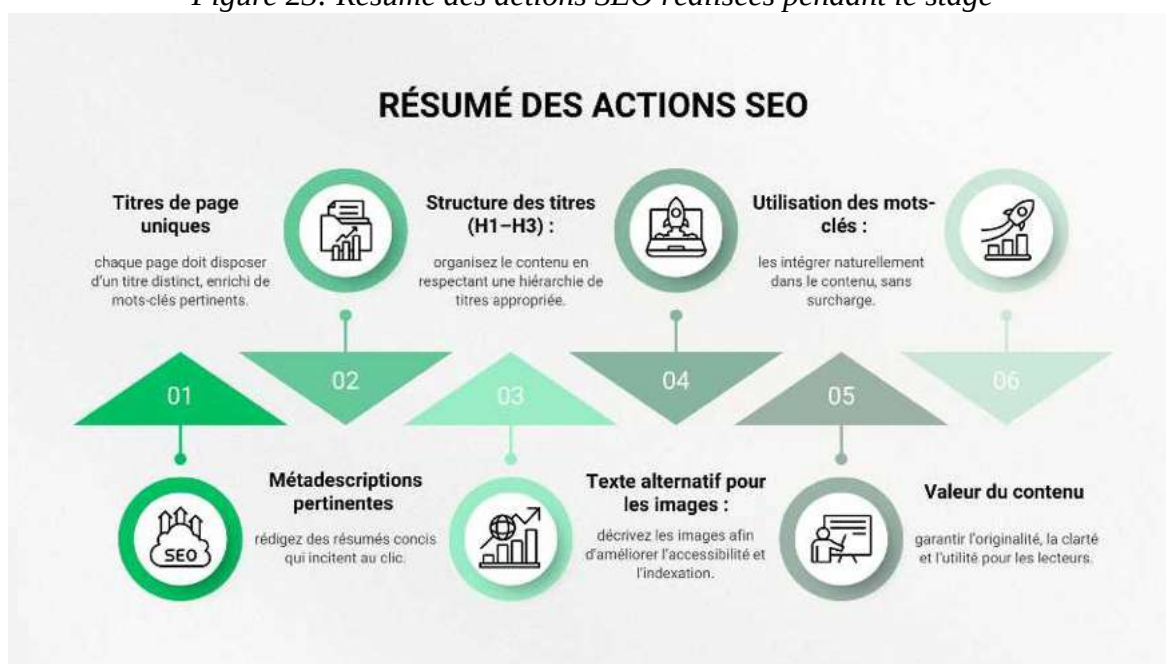 Figure 23: Résumé des actions SEO réalisées pendant le stage
RÉSUMÉ DES ACTIONS SEO
Titres de page
uniques
chaque page doit disposer
d'un titre distinct, enrichi de
mots-clés pertinents.
Structure des titres
(H1–H3) :
organisez le contenu en
respectant une hiérarchie de
titres appropriée.
Utilisation des mots-
clés :
les intégrer naturellement
dans le contenu, sans
surcharge.
01
02
03
04
05
06
SEO
Métadescriptions
pertinentes
rédigez des résumés concis
qui incitent au clic.
Texte alternatif pour
les images :
décrivez les images afin
d'améliorer l'accessibilité et
l'indexation.
Valeur du contenu
garantir l'originalité, la clarté
et l'utilité pour les lecteurs.